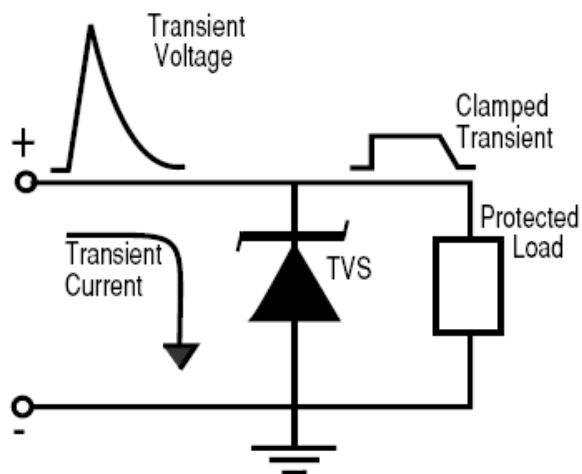 Transient
Voltage
Clamped
Transient
+
Protected
Load
Transient
Current
TVS
-